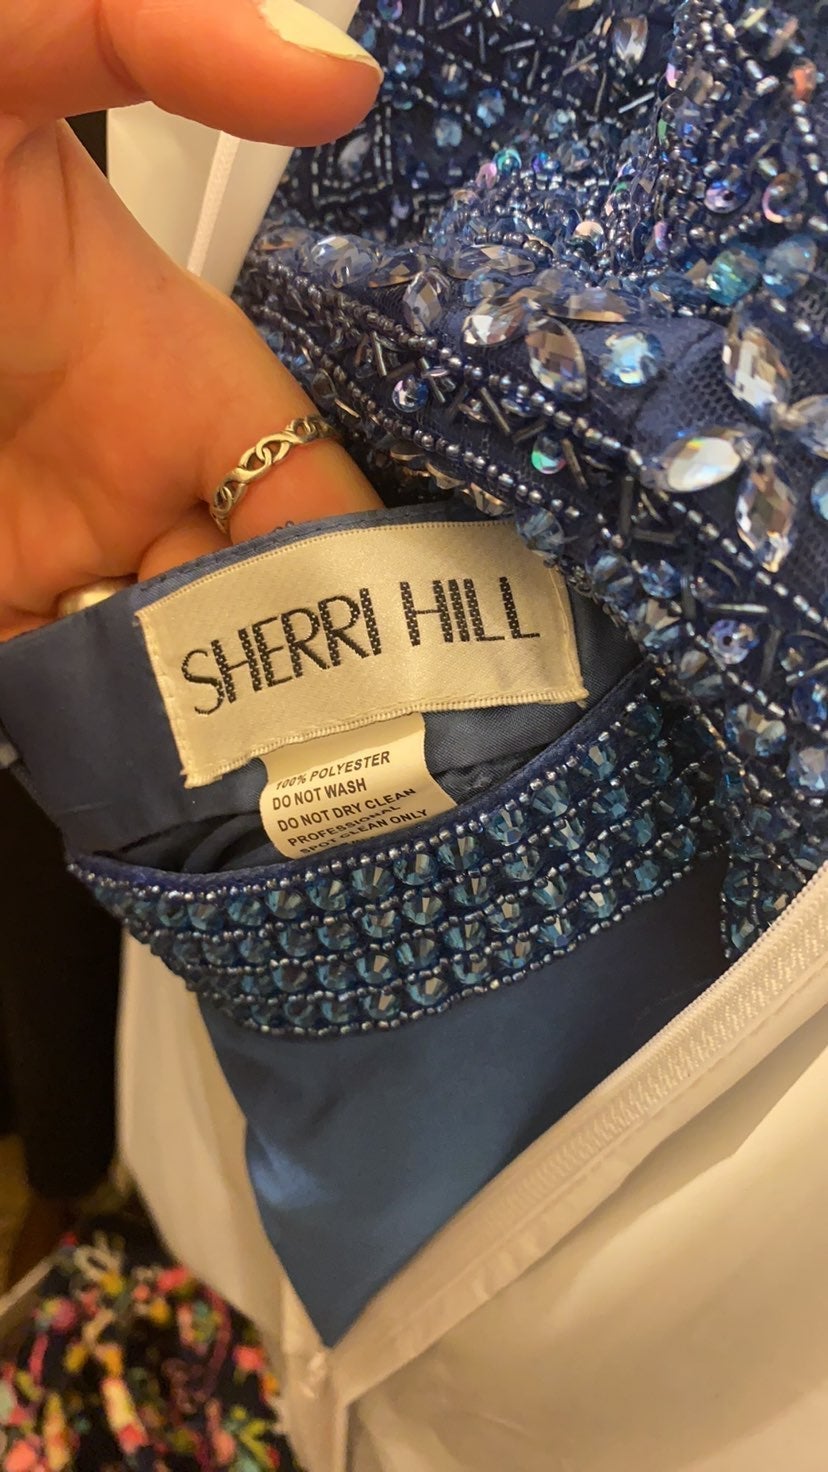 SHERRI HILL
100% POLYESTER
DO NOT WASH
DO NOT DRY CLEAN
PROFESSIONAL
SPOT CLEAN ONLY